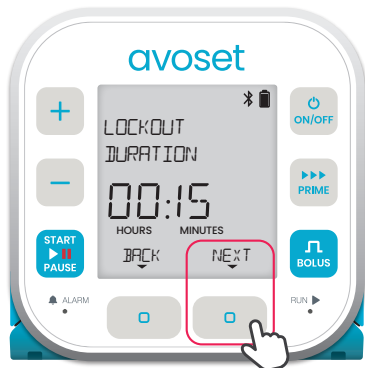 avoset
LOCKOUT
DURATION
00:15
HOURS MINUTES
BACK NEXT
+
−
START
PAUSE
ON/OFF
PRIME
BOLUS
ALARM
RUN